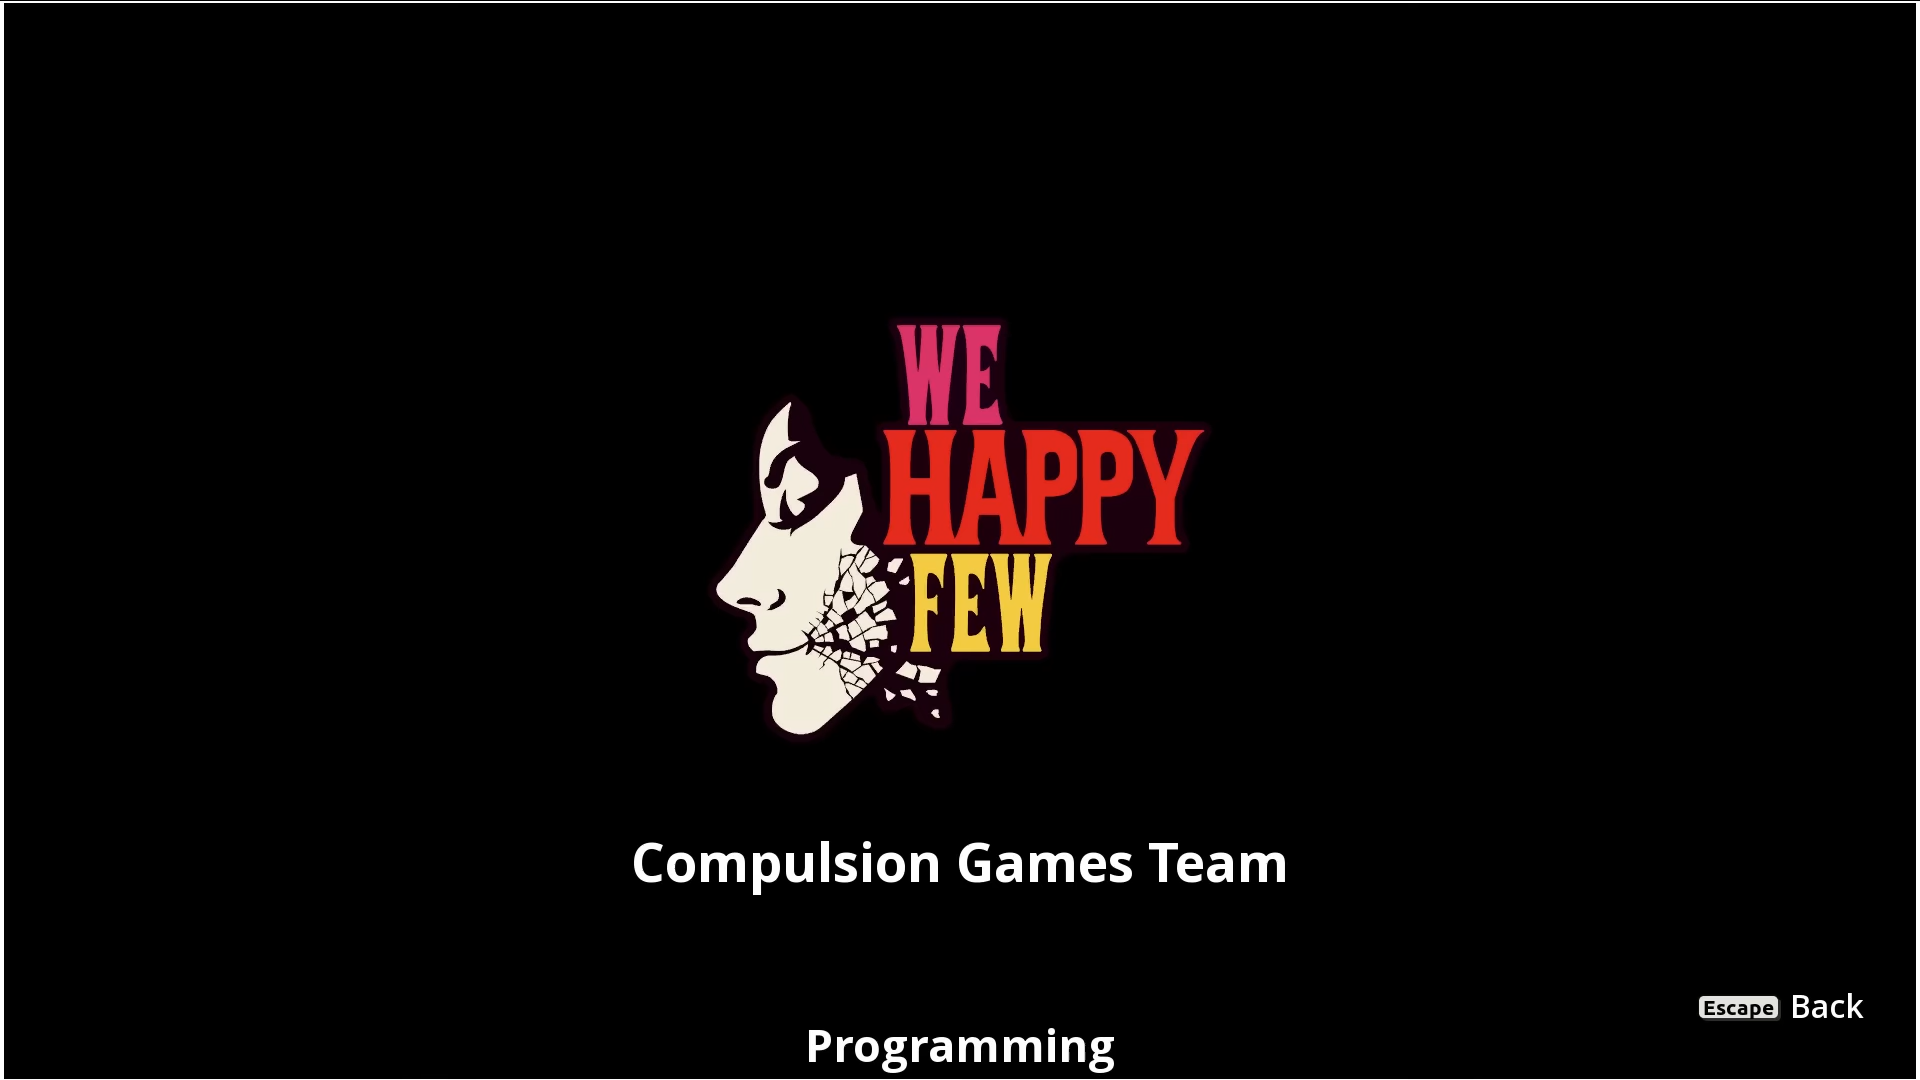 WE
HAPPY
FEW
Compulsion Games Team
Escape Back
Programming